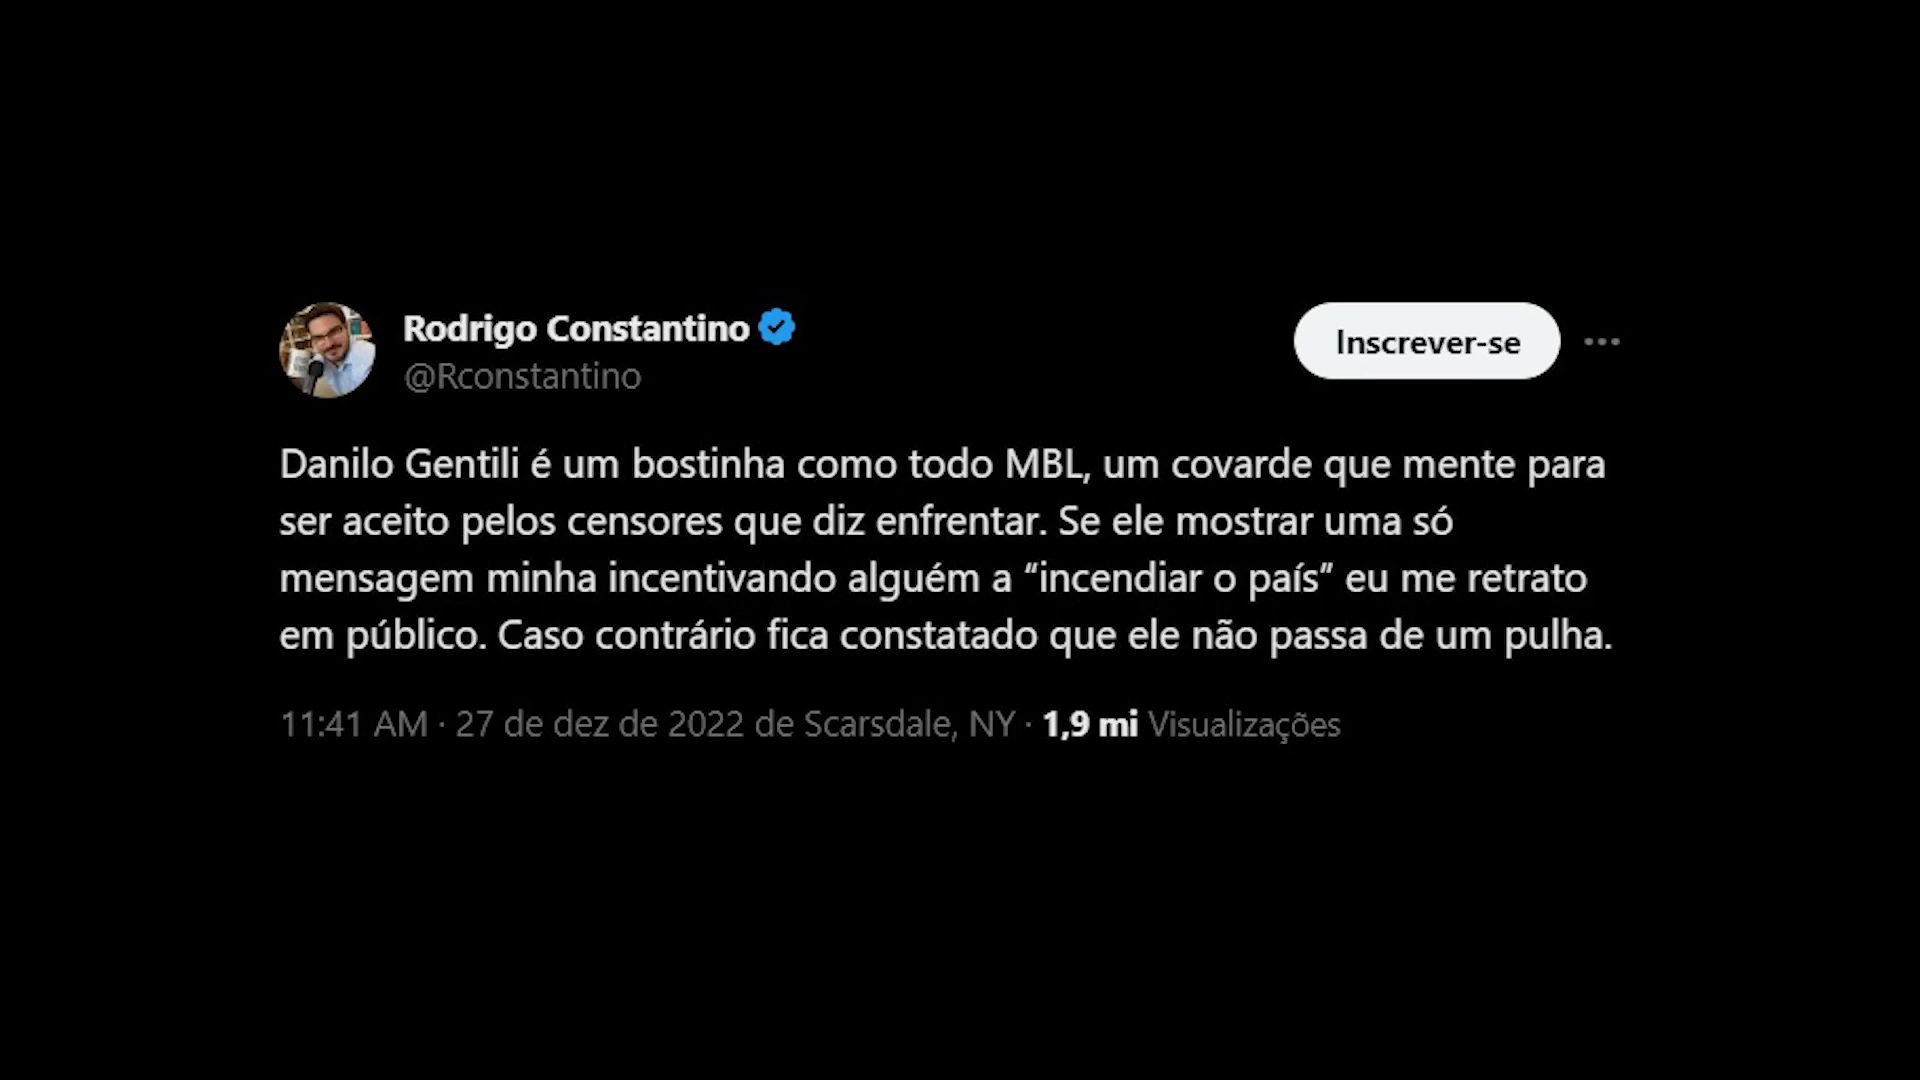 Rodrigo Constantino
@Rconstantino
Inscrever-se
Danilo Gentili é um bostinha como todo MBL, um covarde que mente para
ser aceito pelos censores que diz enfrentar. Se ele mostrar uma só
mensagem minha incentivando alguém a “incendiar o país” eu me retrato
em público. Caso contrário fica constatado que ele não passa de um pulha.
11:41 AM · 27 de dez de 2022 de Scarsdale, NY · 1,9 mi Visualizações